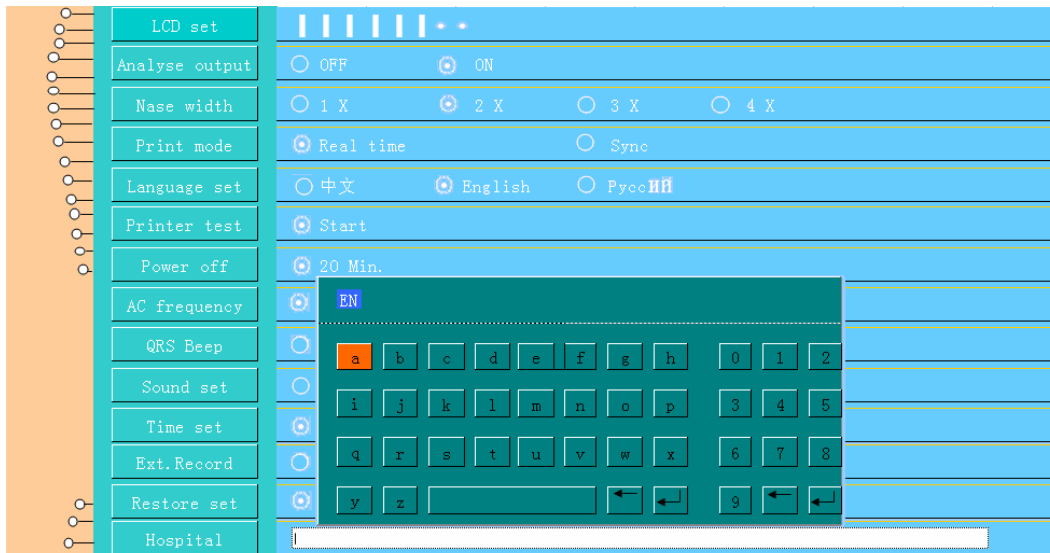 LCD set
Analyse output OFF ON
Nase width 1 X 2 X 3 X 4 X
Print mode Real time Sync
Language set 中文 English Русский
Printer test Start
Power off 20 Min.
AC frequency
EN
QRS Beep
a b c d e f g h 0 1 2
Sound set
i j k l m n o p 3 4 5
Time set
Ext.Record
q r s t u v w x 6 7 8
Restore set
y z 9
Hospital